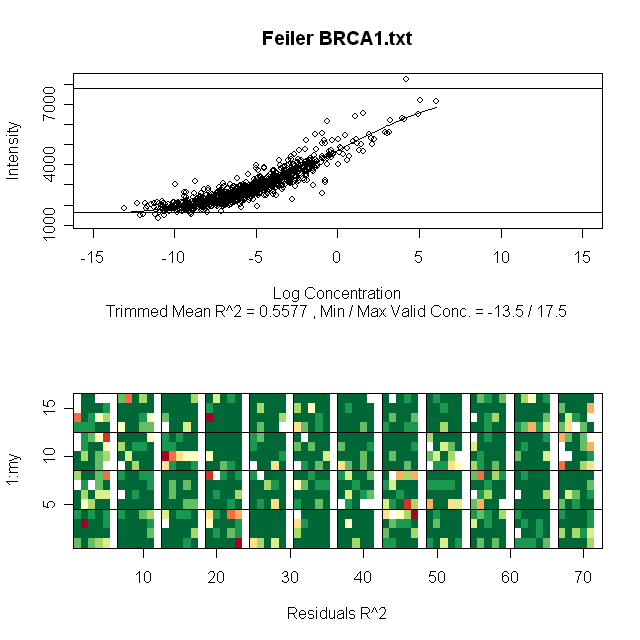 Feiler BRCA1.txt
7000
4000
1000
Intensity
-15 -10 -5 0 5 10 15
Log Concentration
Trimmed Mean R^2 = 0.5577 , Min / Max Valid Conc. = -13.5 / 17.5
15
10
5
1:my
10 20 30 40 50 60 70
Residuals R^2